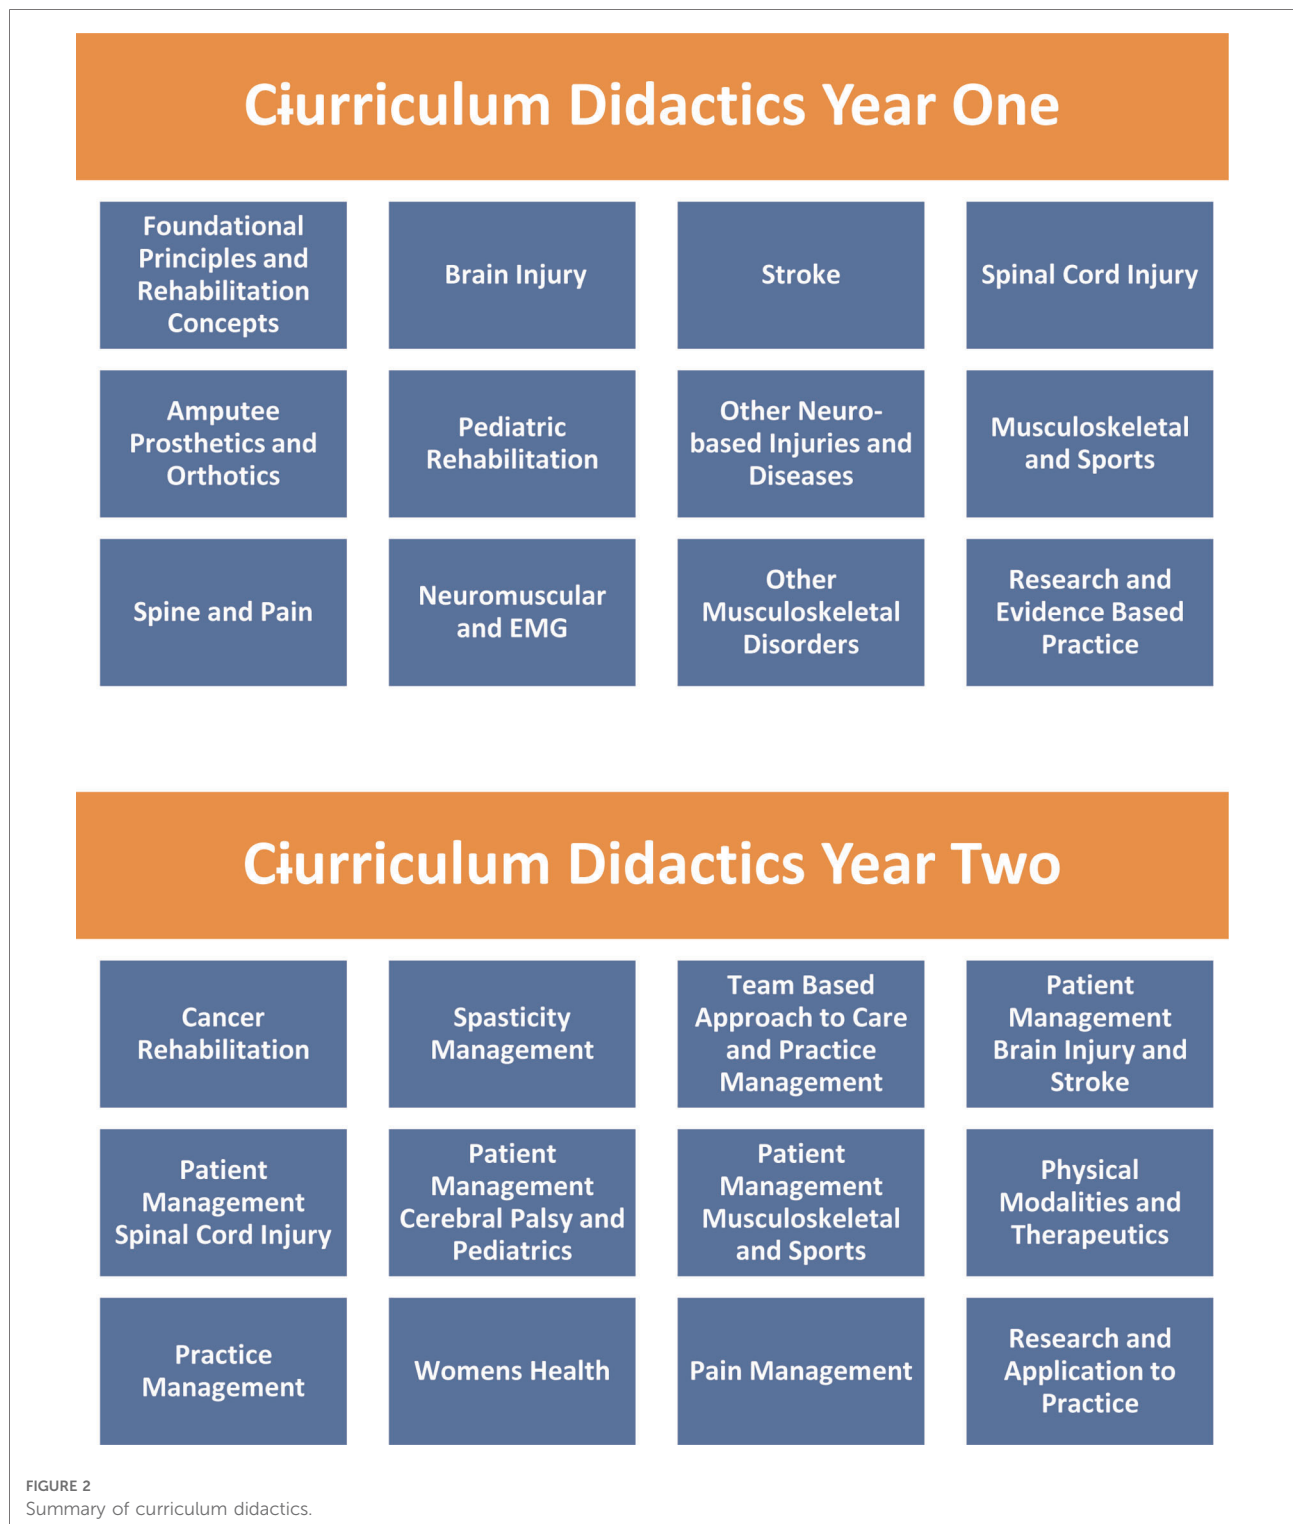 Ciurriculum Didactics Year One
Foundational
Principles and
Rehabilitation
Concepts
Brain Injury
Stroke
Spinal Cord Injury
Amputee
Prosthetics and
Orthotics
Pediatric
Rehabilitation
Other Neuro-
based Injuries and
Diseases
Musculoskeletal
and Sports
Spine and Pain
Neuromuscular
and EMG
Other
Musculoskeletal
Disorders
Research and
Evidence Based
Practice
Ciurriculum Didactics Year Two
Cancer
Rehabilitation
Spasticity
Management
Team Based
Approach to Care
and Practice
Management
Patient
Management
Brain Injury and
Stroke
Patient
Management
Spinal Cord Injury
Patient
Management
Cerebral Palsy and
Pediatrics
Patient
Management
Musculoskeletal
and Sports
Physical
Modalities and
Therapeutics
Practice
Management
Womens Health
Pain Management
Research and
Application to
Practice
FIGURE 2
Summary of curriculum didactics.